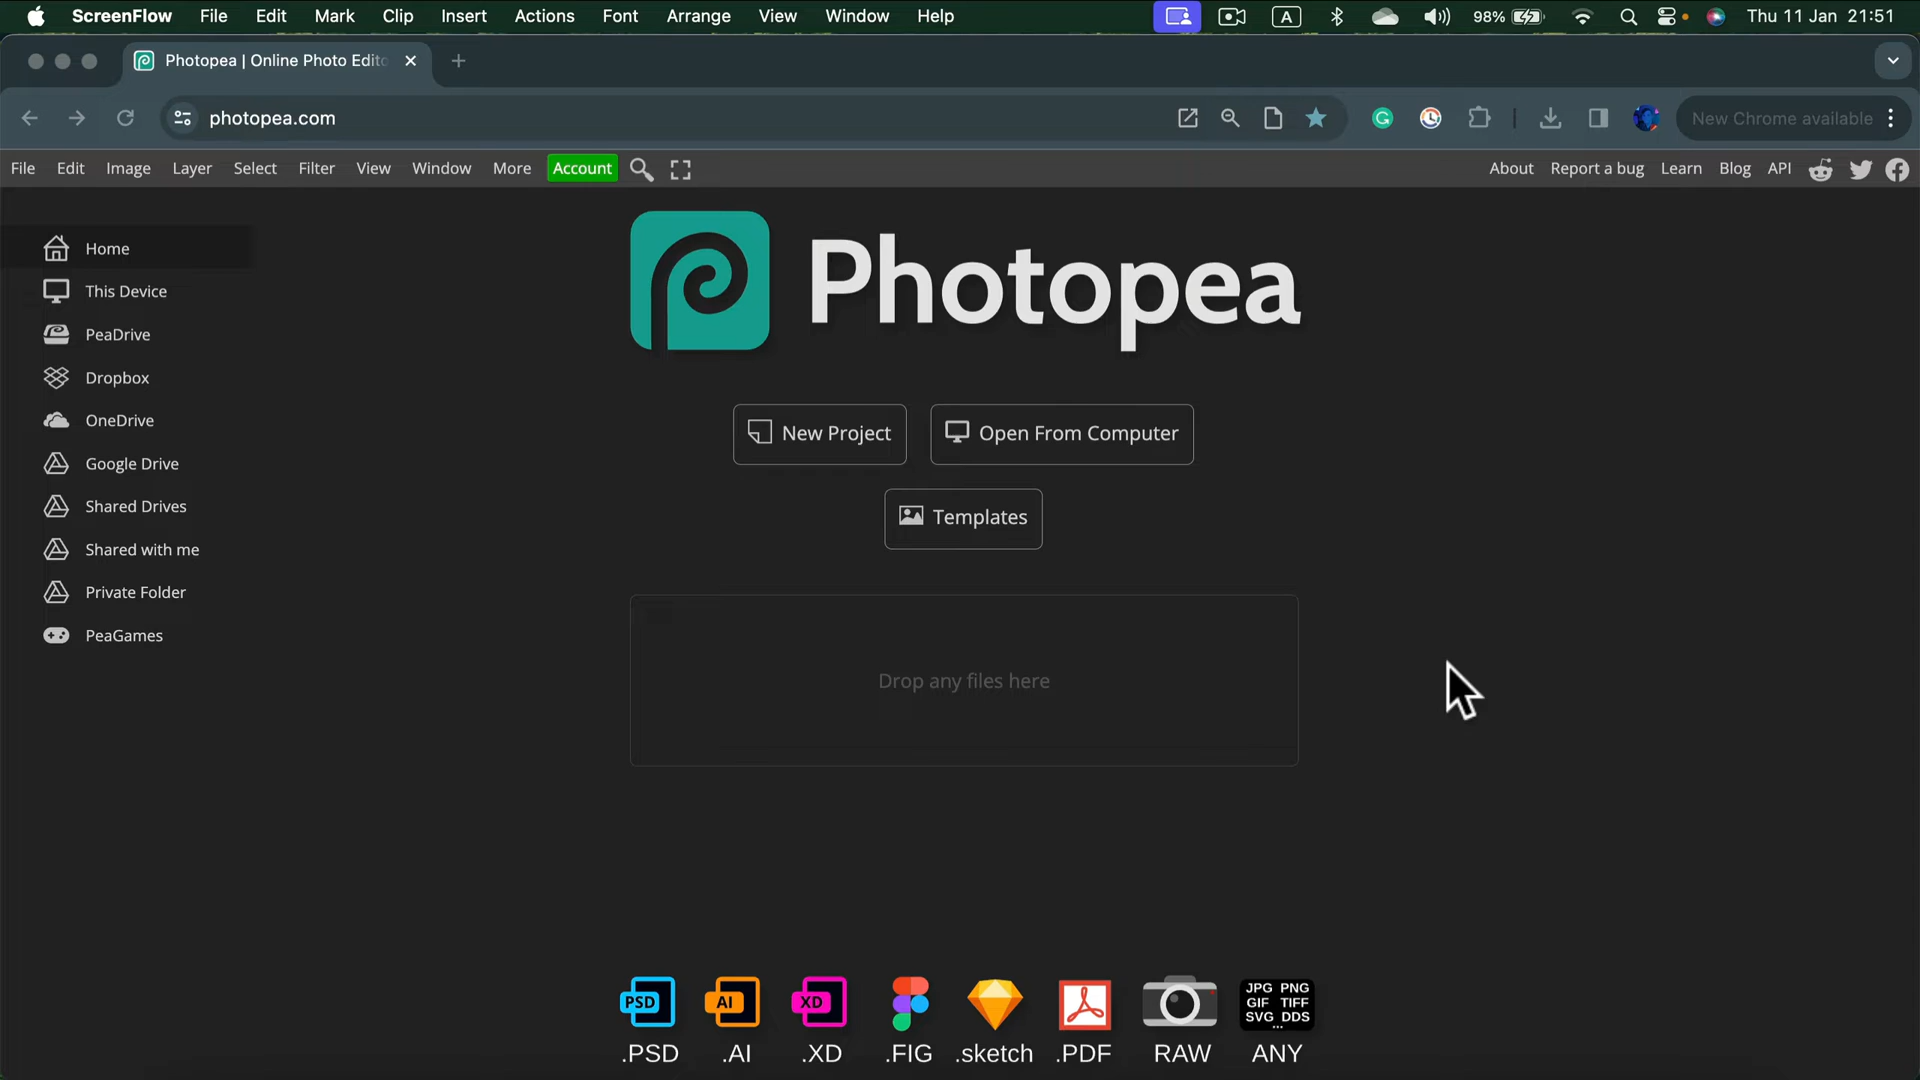 ScreenFlow File Edit Mark Clip Insert Actions Font Arrange View Window Help A 98% Thu 11 Jan 21:51
Photopea | Online Photo Edito
photopea.com New Chrome available
File Edit Image Layer Select Filter View Window More Account About Report a bug Learn Blog API
Home
This Device
PeaDrive
Dropbox
OneDrive
Google Drive
Shared Drives
Shared with me
Private Folder
PeaGames
Photopea
New Project Open From Computer
Templates
Drop any files here
PSD AI XD JPG PNG
GIF TIFF
SVG DDS
...
.PSD .AI .XD .FIG .sketch .PDF RAW ANY